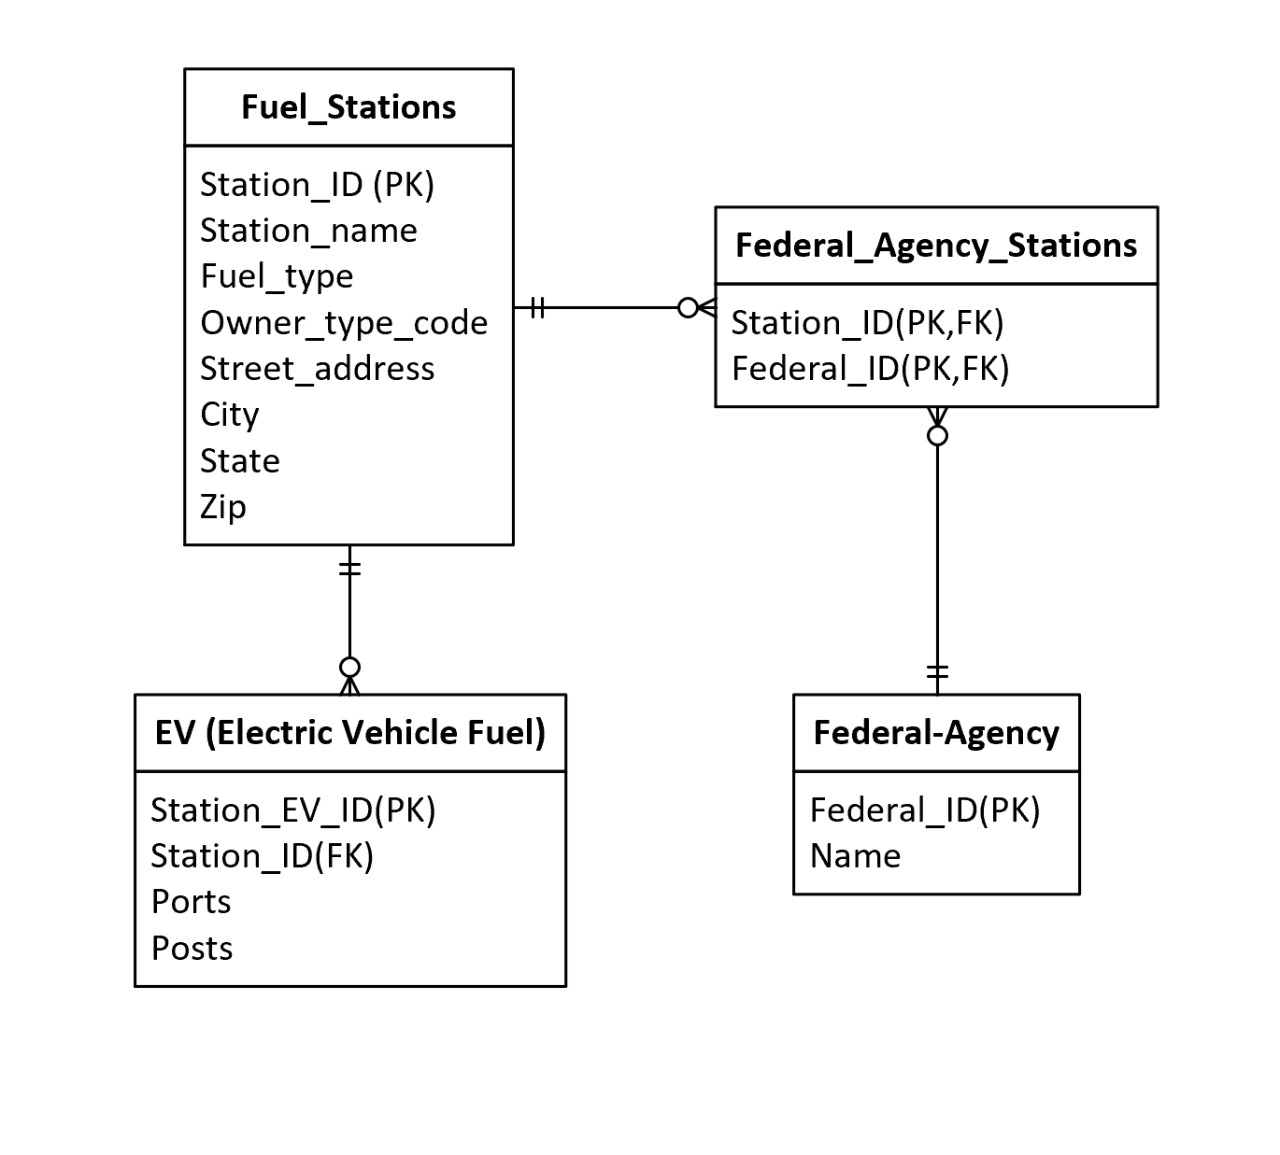 Fuel_Stations
Station_ID (PK)
Station_name
Fuel_type
Owner_type_code
Street_address
City
State
Zip
Federal_Agency_Stations
Station_ID(PK,FK)
Federal_ID(PK,FK)
EV (Electric Vehicle Fuel)
Station_EV_ID(PK)
Station_ID(FK)
Ports
Posts
Federal-Agency
Federal_ID(PK)
Name